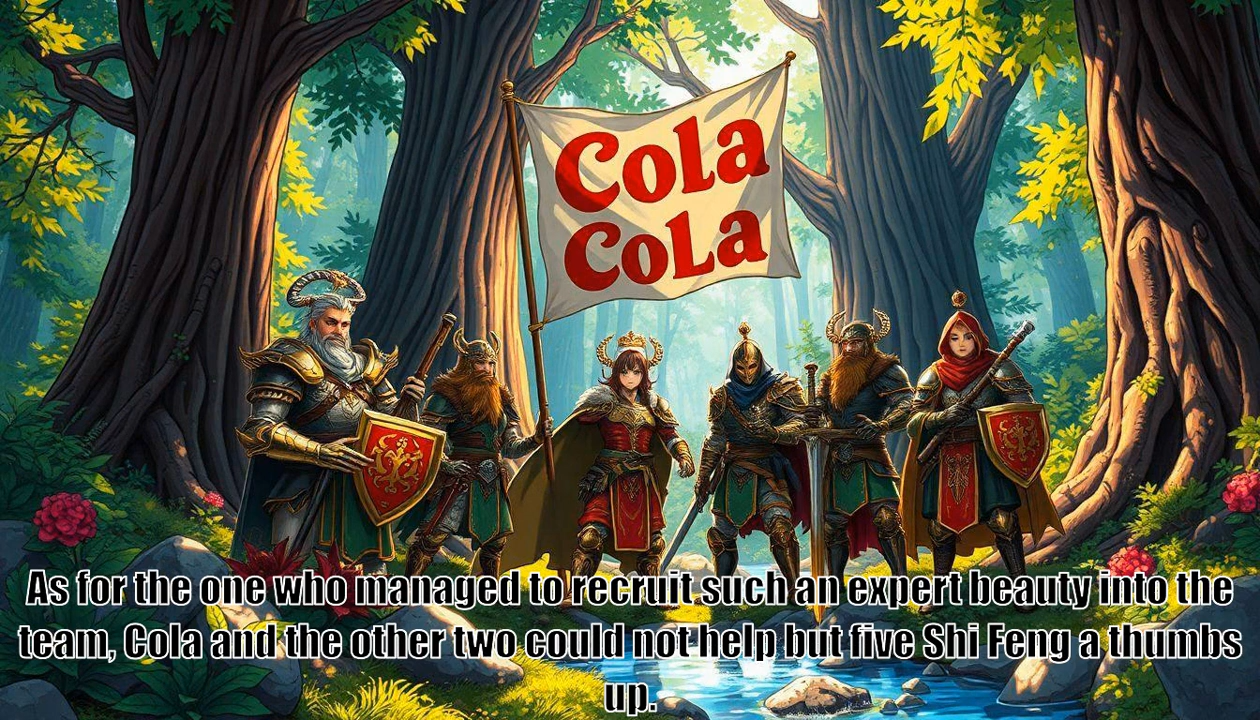 Cola
CoLa
As for the one who managed to recruit such an expert beauty into the
team, Cola and the other two could not help but five Shi Feng a thumbs
up.